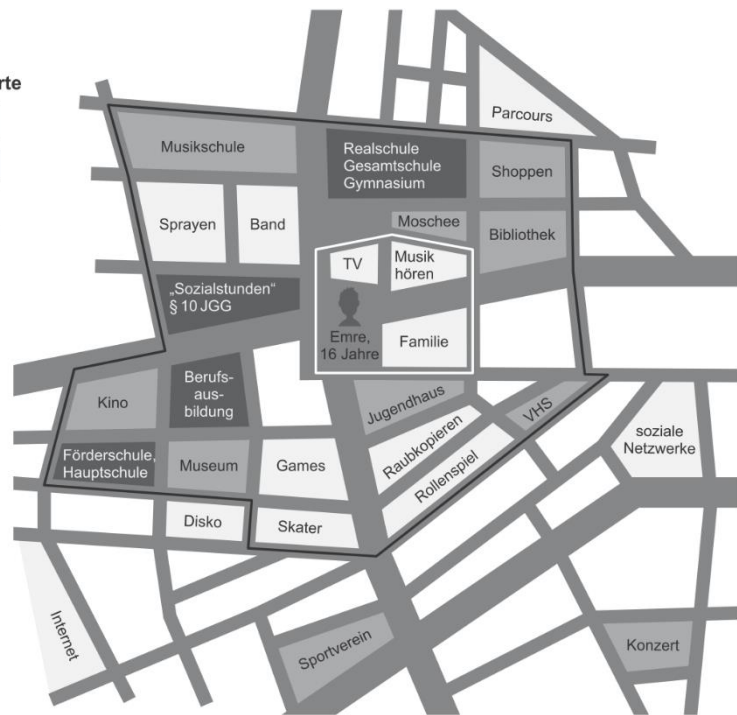 rte
Parcours
Musikschule
Realschule
Gesamtschule
Gymnasium
Shoppen
Sprayen
Band
Moschee
Bibliothek
TV
Musik
hören
„Sozialstunden“
§ 10 JGG
Emre,
16 Jahre
Familie
Kino
Berufs-
aus-
bildung
Jugendhaus
VHS
Raubkopieren
Rollenspiel
soziale
Netzwerke
Förderschule,
Hauptschule
Museum
Games
Disko
Skater
Internet
Sportverein
Konzert